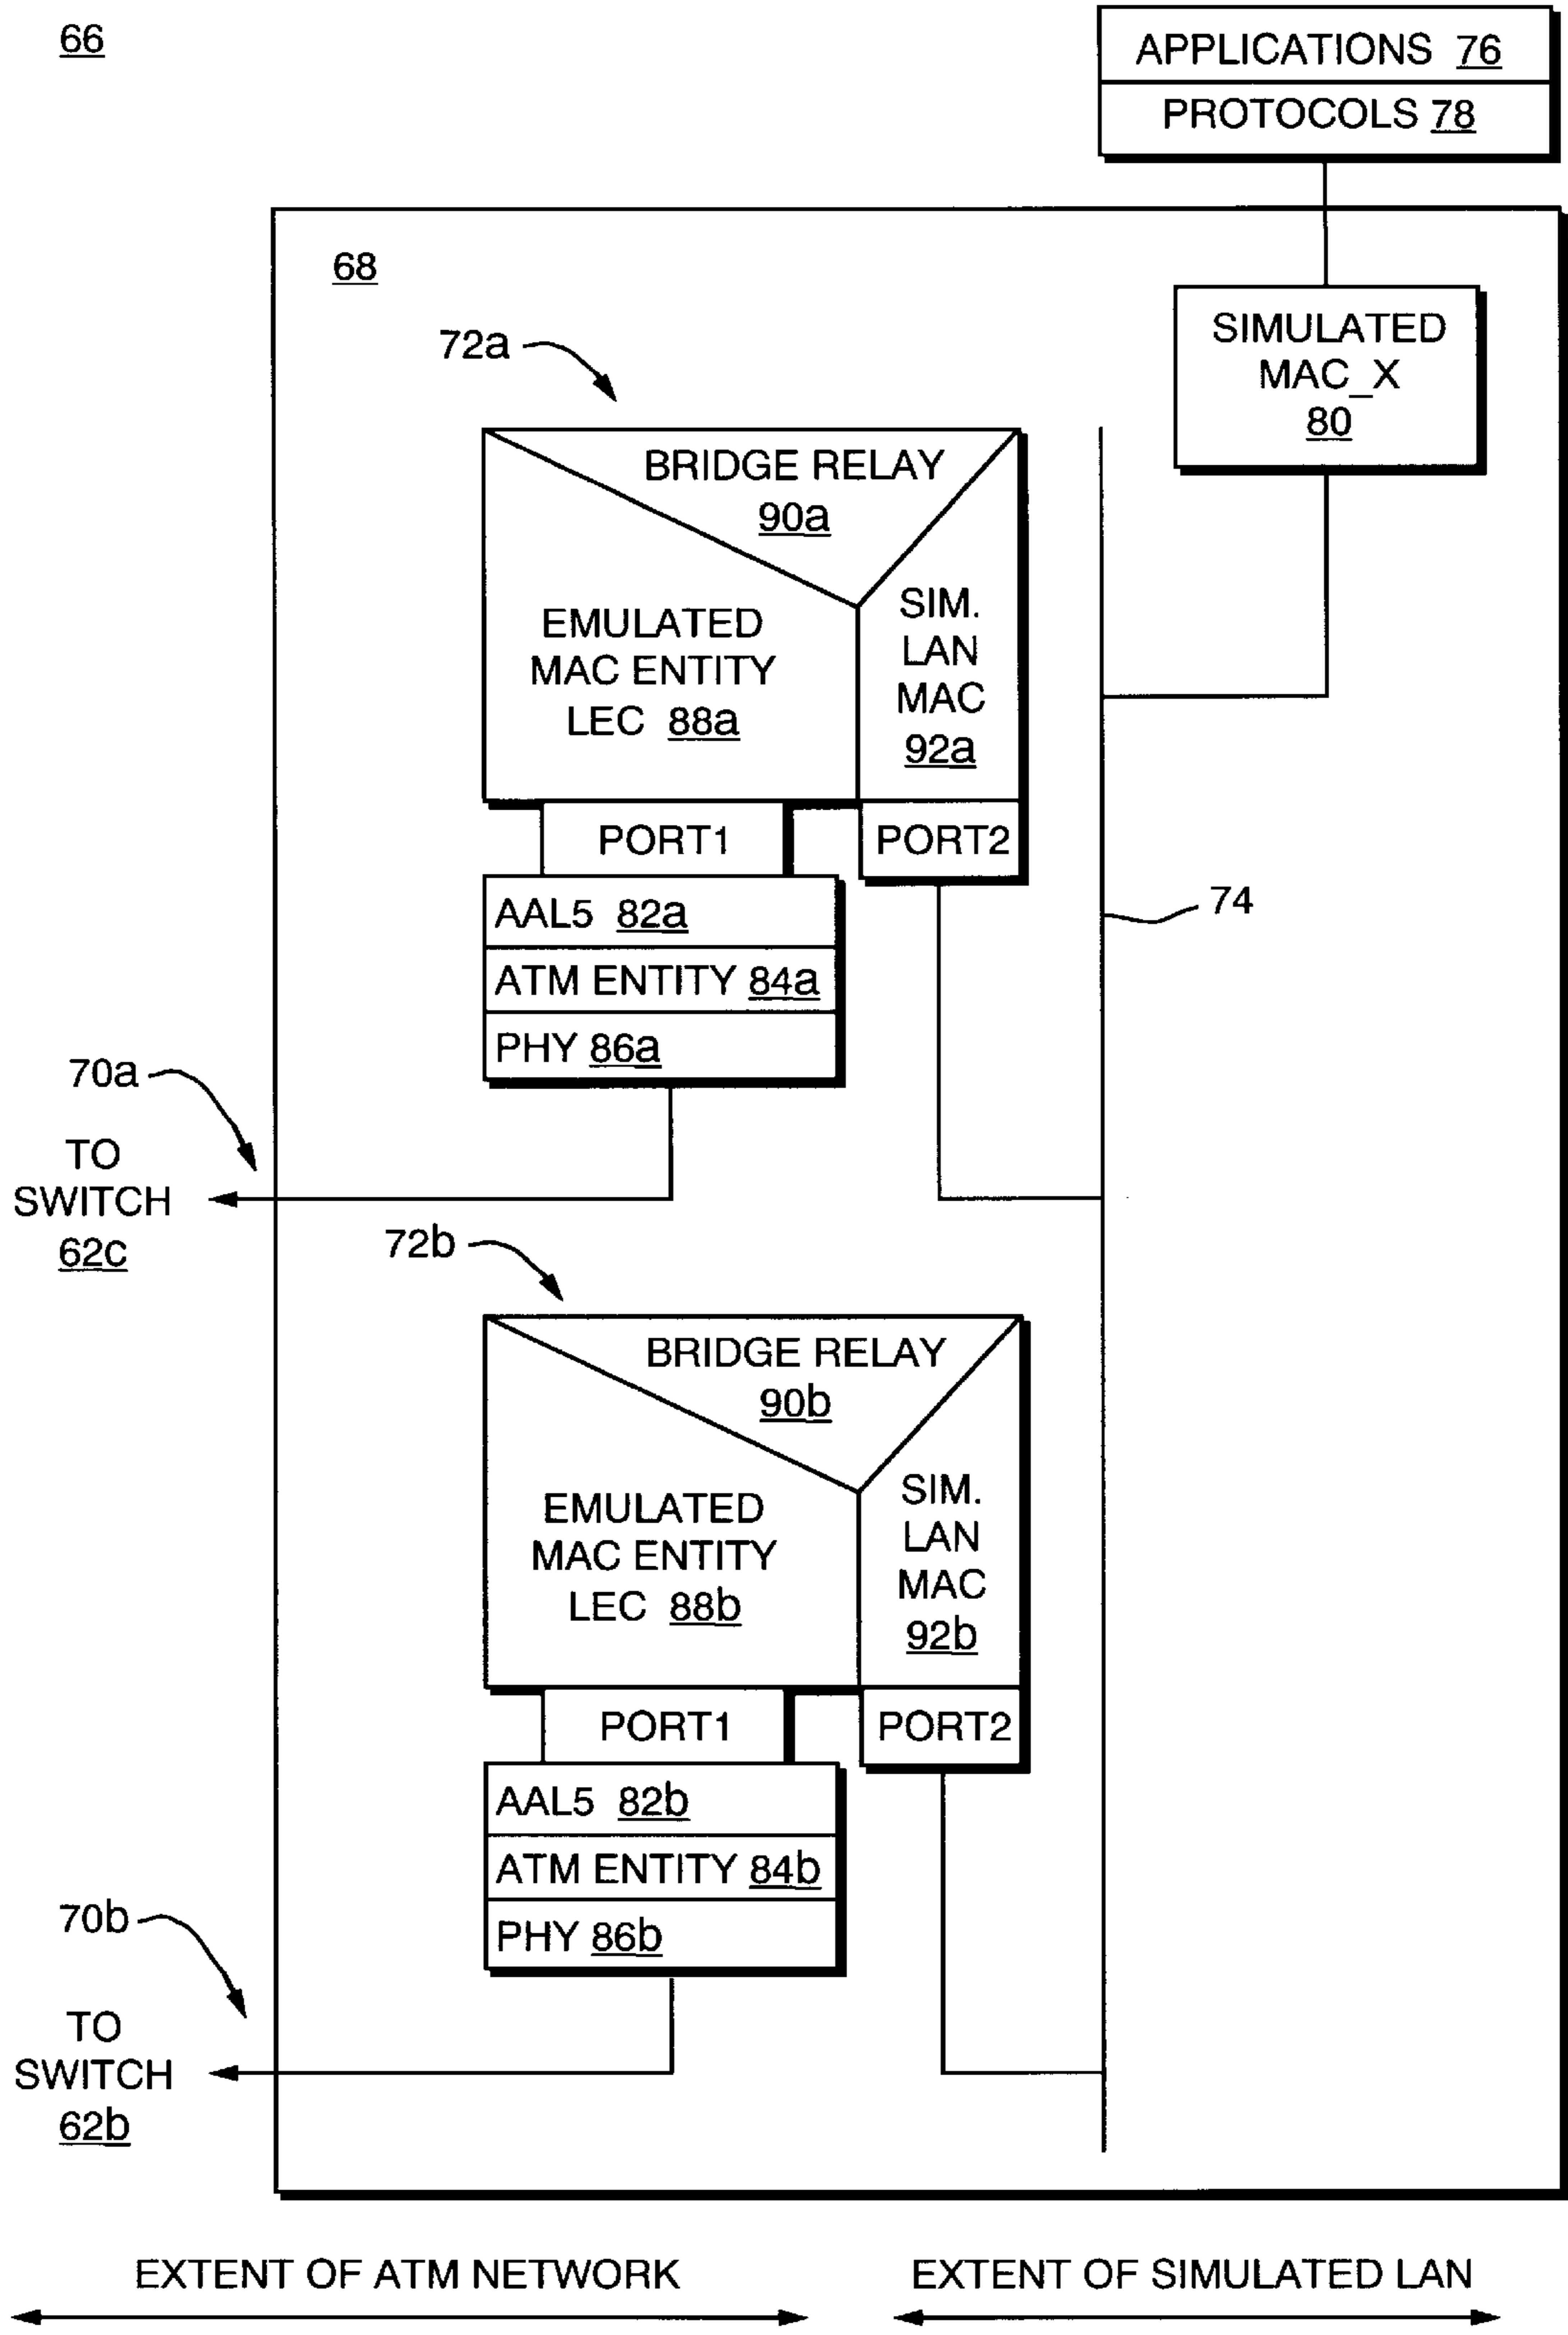 66
APPLICATIONS 76
PROTOCOLS 78
68
SIMULATED
MAC_X
80
72a
BRIDGE RELAY
90a
EMULATED
MAC ENTITY
LEC 88a
SIM.
LAN
MAC
92a
PORT1
PORT2
AAL5 82a
ATM ENTITY 84a
PHY 86a
74
70a
TO
SWITCH
62c
72b
BRIDGE RELAY
90b
EMULATED
MAC ENTITY
LEC 88b
SIM.
LAN
MAC
92b
PORT1
PORT2
AAL5 82b
ATM ENTITY 84b
PHY 86b
70b
TO
SWITCH
62b
EXTENT OF ATM NETWORK
EXTENT OF SIMULATED LAN